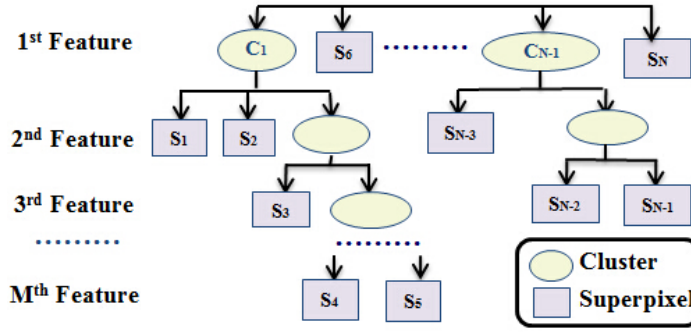 1st Feature
C1
S6
CN-1
SN
2nd Feature
S1
S2
SN-3
3rd Feature
S3
SN-2
SN-1
Mth Feature
S4
S5
Cluster
Superpixel